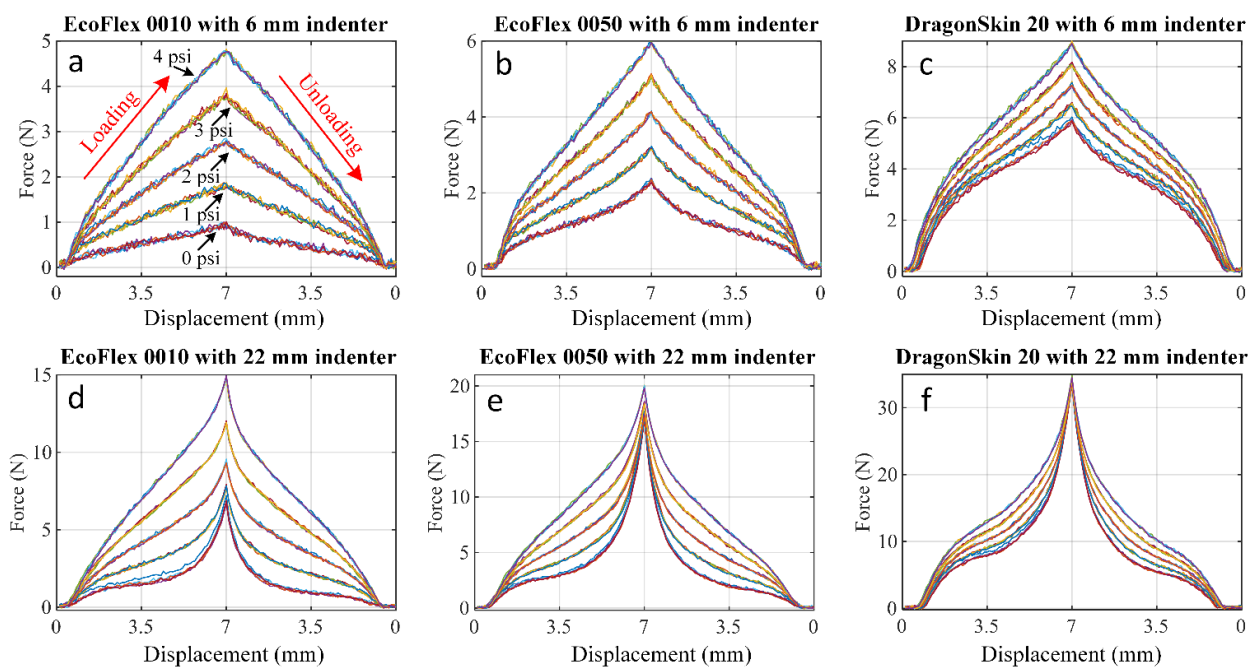 EcoFlex 0010 with 6 mm indenter
a
4 psi
Loading
Unloading
3 psi
2 psi
1 psi
0 psi
Force (N)
5
4
3
2
1
0
0 3.5 7 3.5 0
Displacement (mm)
EcoFlex 0050 with 6 mm indenter
b
Force (N)
6
4
2
0
0 3.5 7 3.5 0
Displacement (mm)
DragonSkin 20 with 6 mm indenter
c
Force (N)
8
6
4
2
0
0 3.5 7 3.5 0
Displacement (mm)
EcoFlex 0010 with 22 mm indenter
d
Force (N)
15
10
5
0
0 3.5 7 3.5 0
Displacement (mm)
EcoFlex 0050 with 22 mm indenter
e
Force (N)
20
15
10
5
0
0 3.5 7 3.5 0
Displacement (mm)
DragonSkin 20 with 22 mm indenter
f
Force (N)
30
20
10
0
0 3.5 7 3.5 0
Displacement (mm)